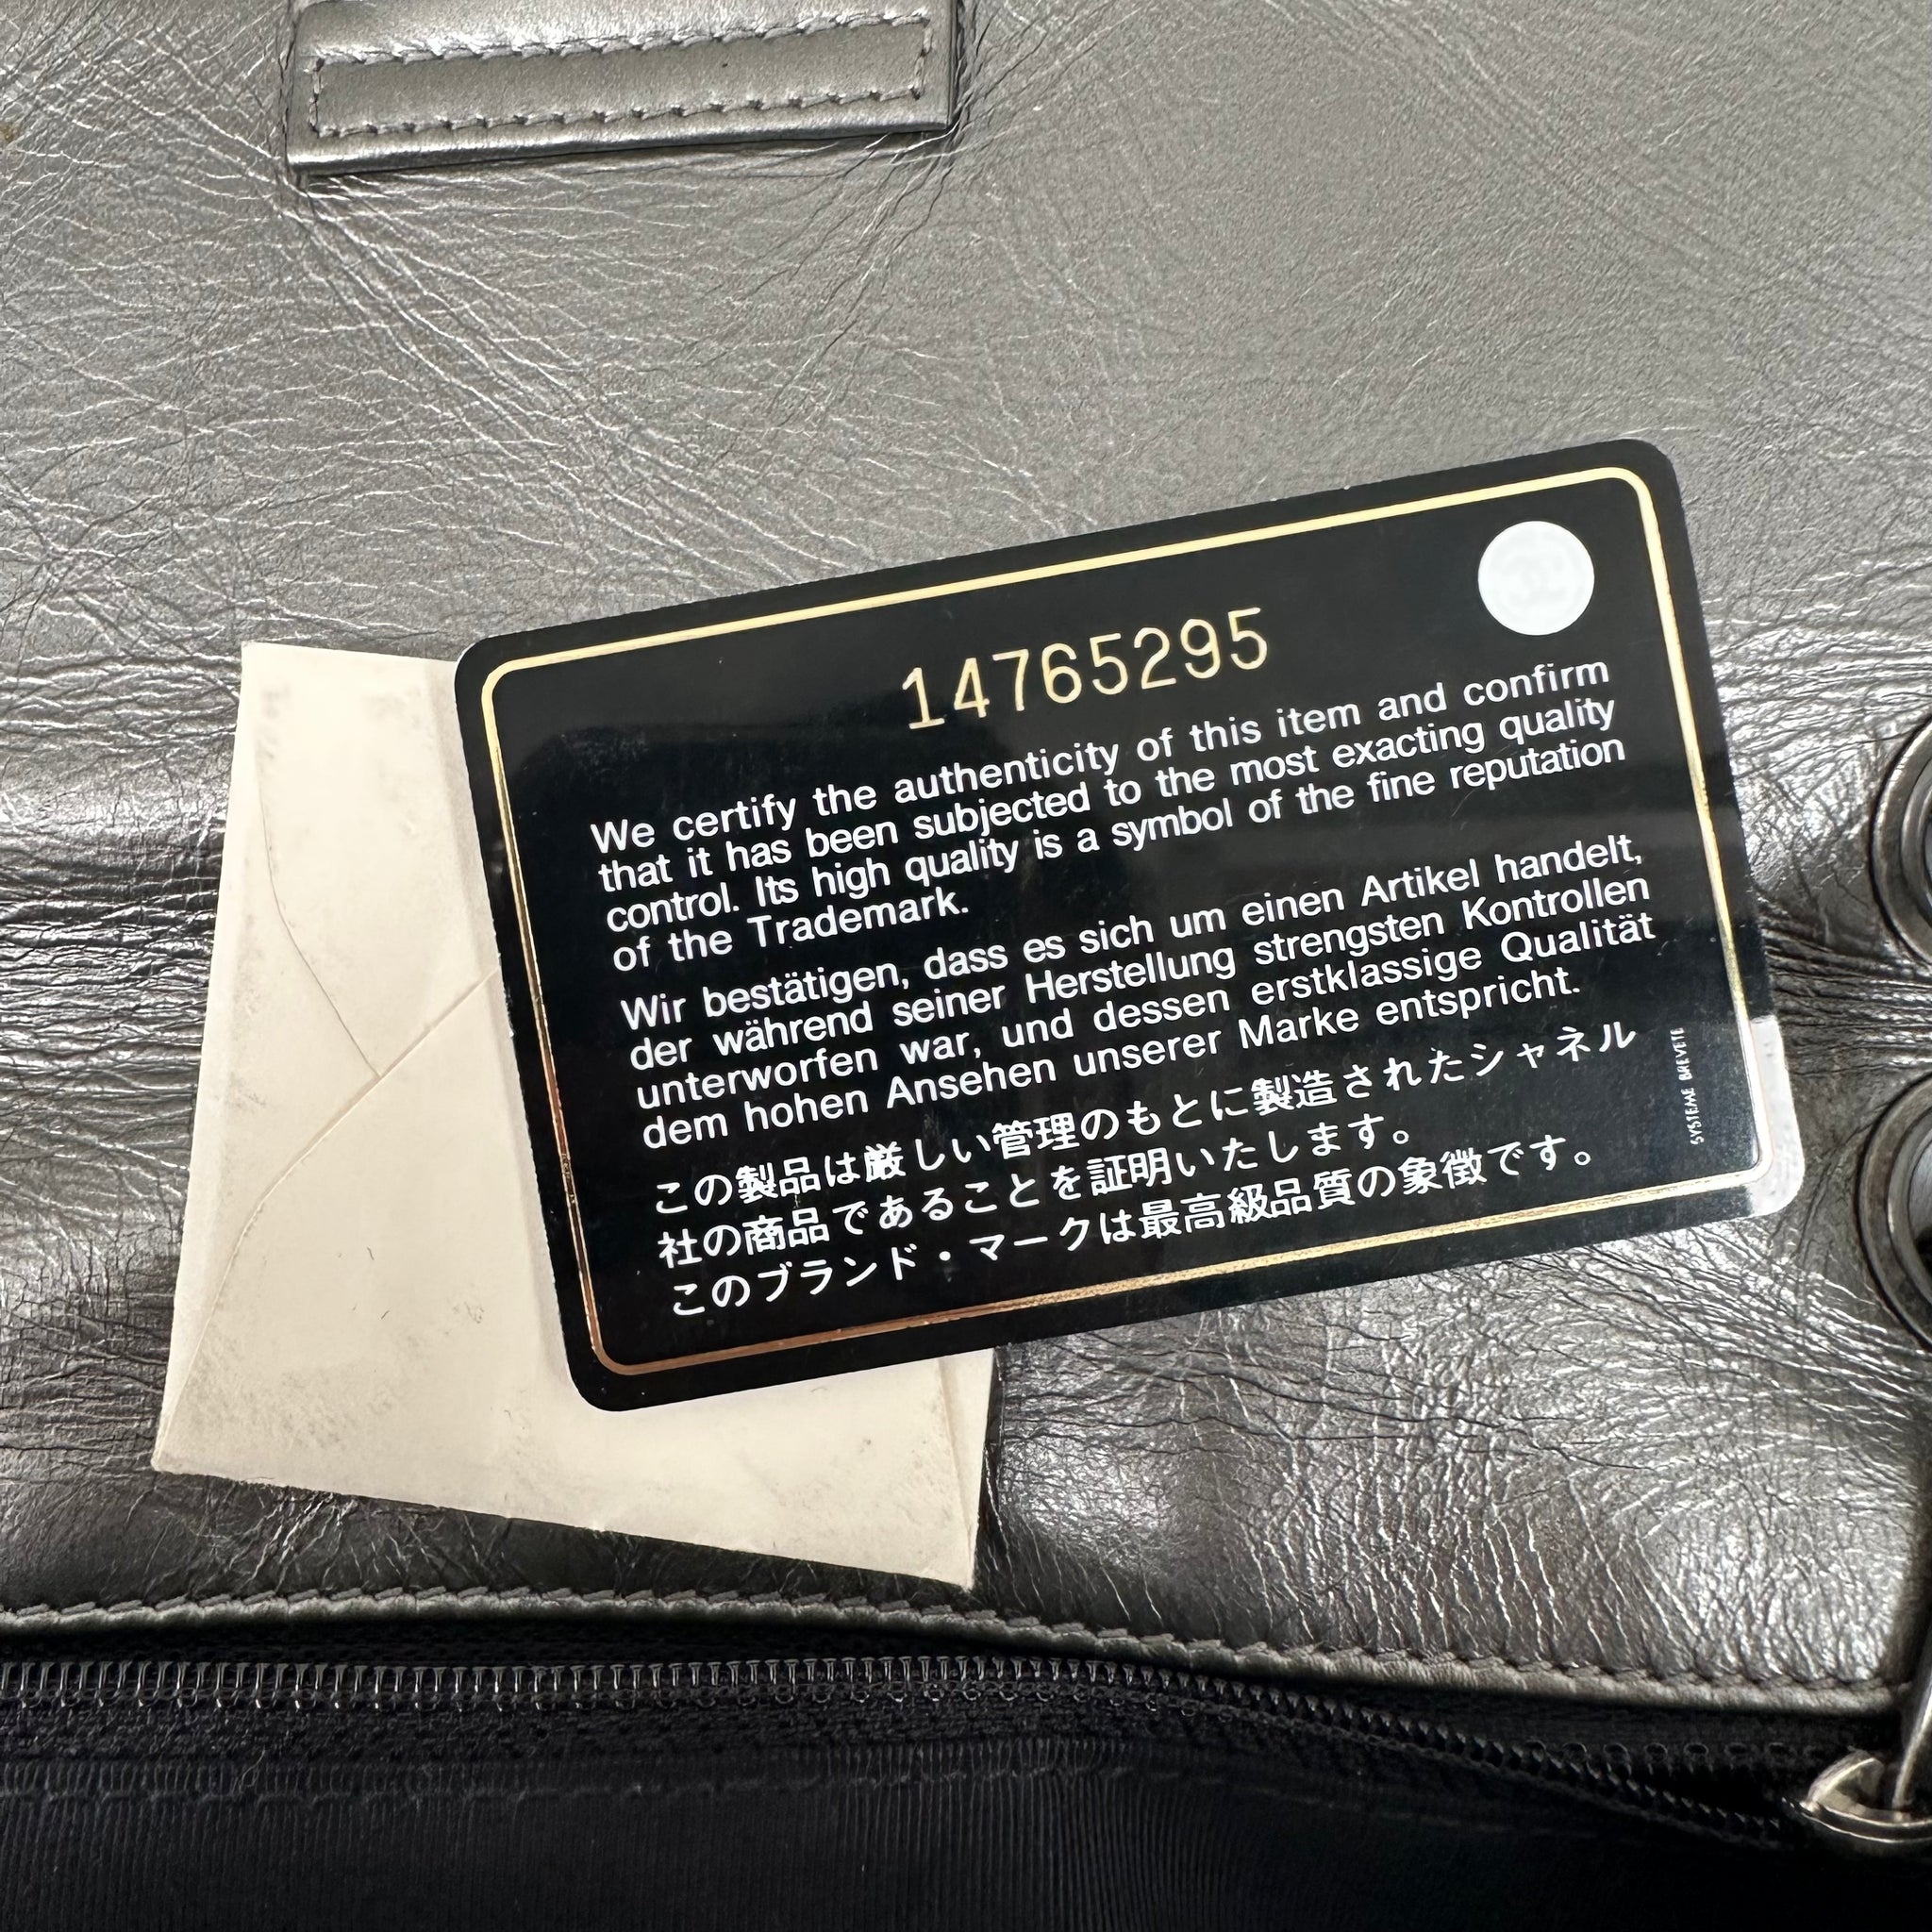 14765295
We certify the authenticity of this item and confirm
that it has been subjected to the most exacting quality
control. Its high quality is a symbol of the fine reputation
of the Trademark.
Wir bestätigen, dass es sich um einen Artikel handelt,
der während seiner Herstellung strengsten Kontrollen
unterworfen war, und dessen erstklassige Qualität
dem hohen Ansehen unserer Marke entspricht.
この製品は厳しい管理のもとに製造されたシャネル
社の商品であることを証明いたします。
このブランド・マークは最高級品質の象徴です。
SYSTEME BREVETE